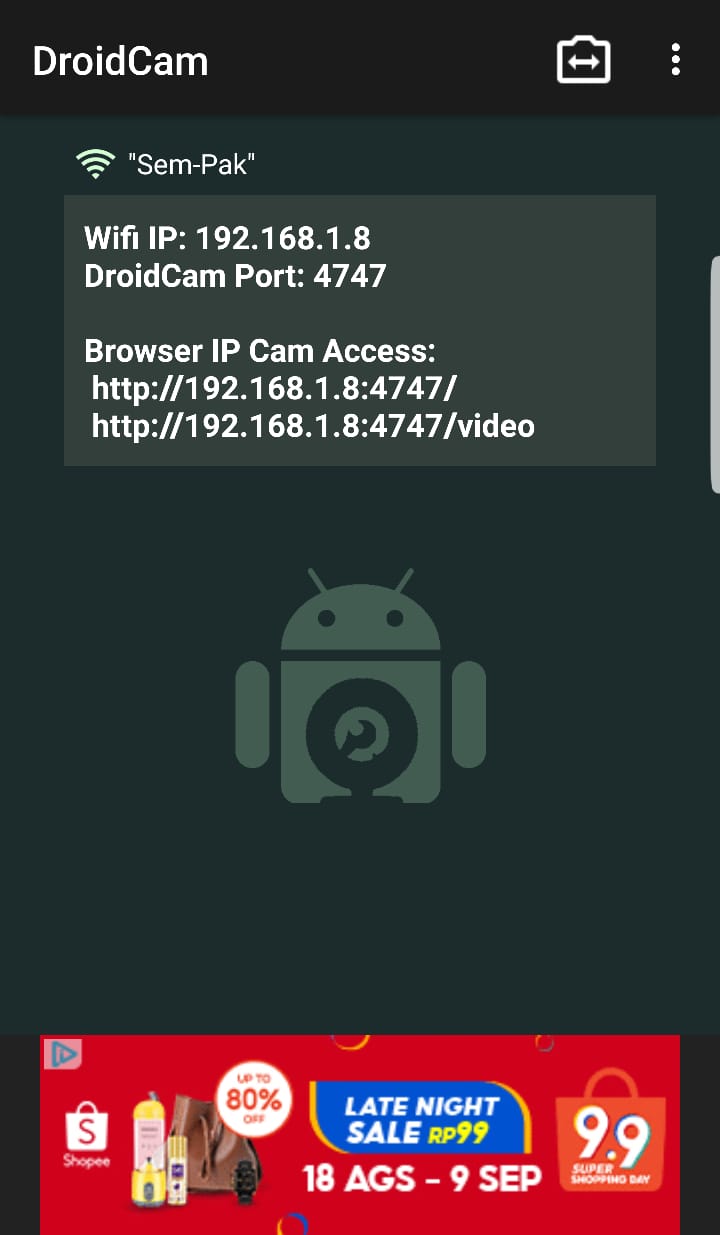 DroidCam
"Sem-Pak"
Wifi IP: 192.168.1.8
DroidCam Port: 4747
Browser IP Cam Access:
http://192.168.1.8:4747/
http://192.168.1.8:4747/video
S
Shopee
UP TO
80%
OFF
LATE NIGHT
SALE RP99
18 AGS – 9 SEP
9.9
SUPER
SHOPPING DAY